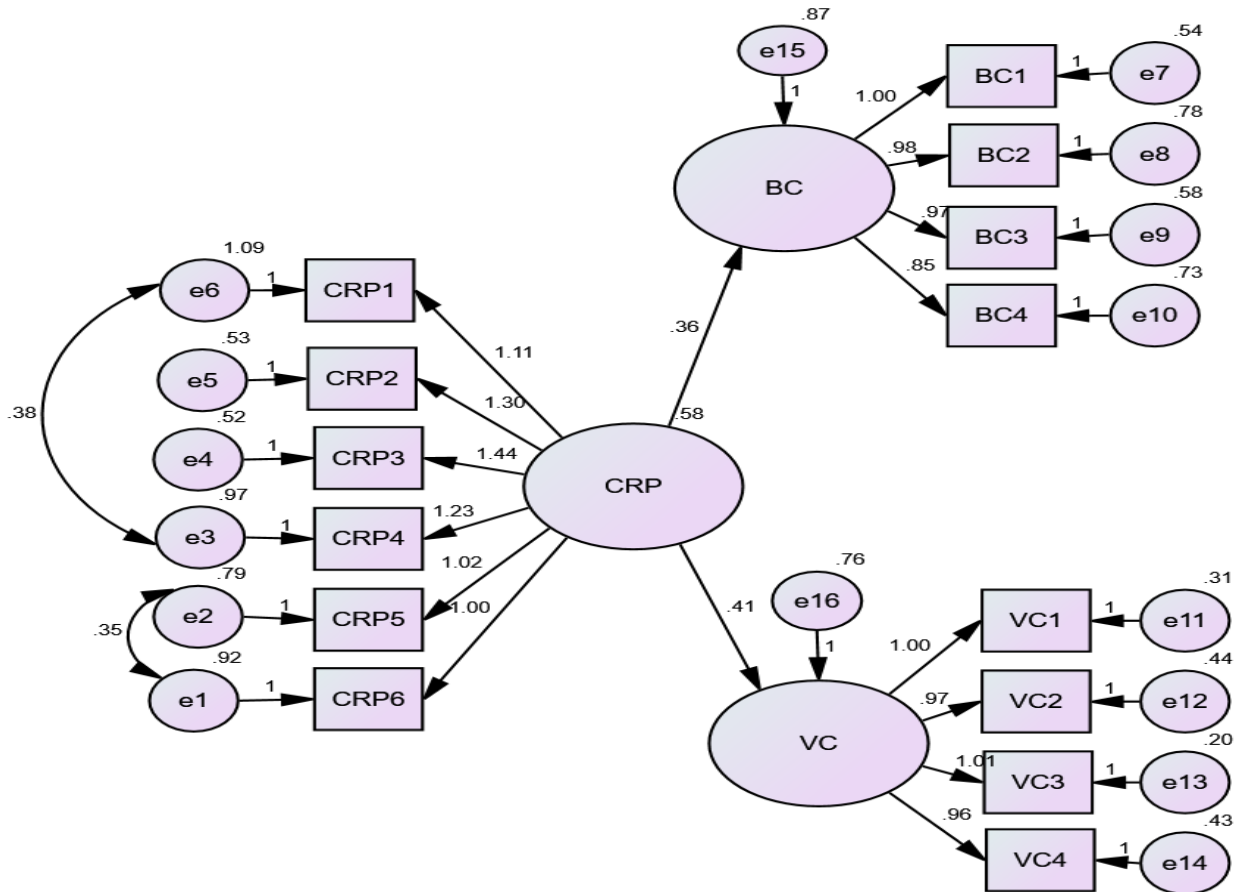 .87
e15
1
BC
1.00
BC1
1
e7
.54
.98
BC2
1
e8
.78
.97
BC3
1
e9
.58
.85
BC4
1
e10
.73
.36
.58
CRP
1.09
e6
1
CRP1
1.11
.53
e5
1
CRP2
1.30
.38
.52
e4
1
CRP3
1.44
.97
e3
1
CRP4
1.23
.79
e2
1
CRP5
1.02
.35
.92
e1
1
CRP6
1.00
.41
.76
e16
1
VC
1.00
VC1
1
e11
.31
.97
VC2
1
e12
.44
1.01
VC3
1
e13
.20
.96
VC4
1
e14
.43